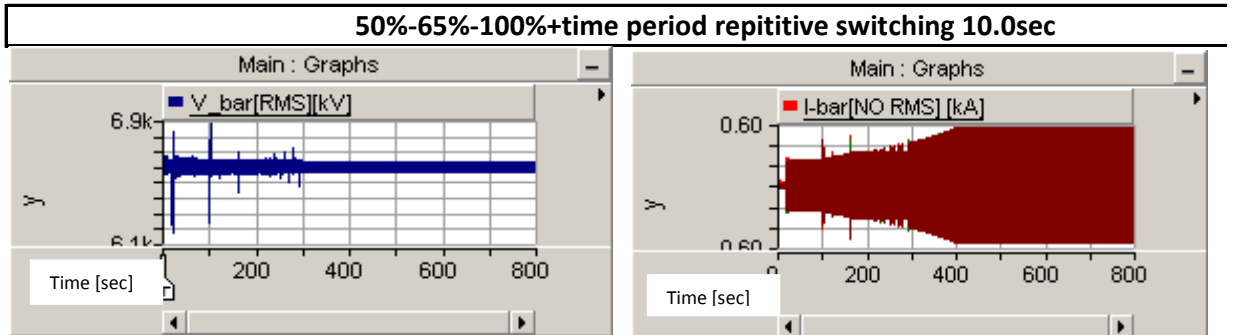 50%-65%-100%+time period repititive switching 10.0sec
Main : Graphs
V_bar[RMS][kV]
6.9k
y
6.1k
200 400 600 800
Time [sec]
Main : Graphs
I-bar[NO RMS] [kA]
0.60
y
0.60
0 200 400 600 800
Time [sec]